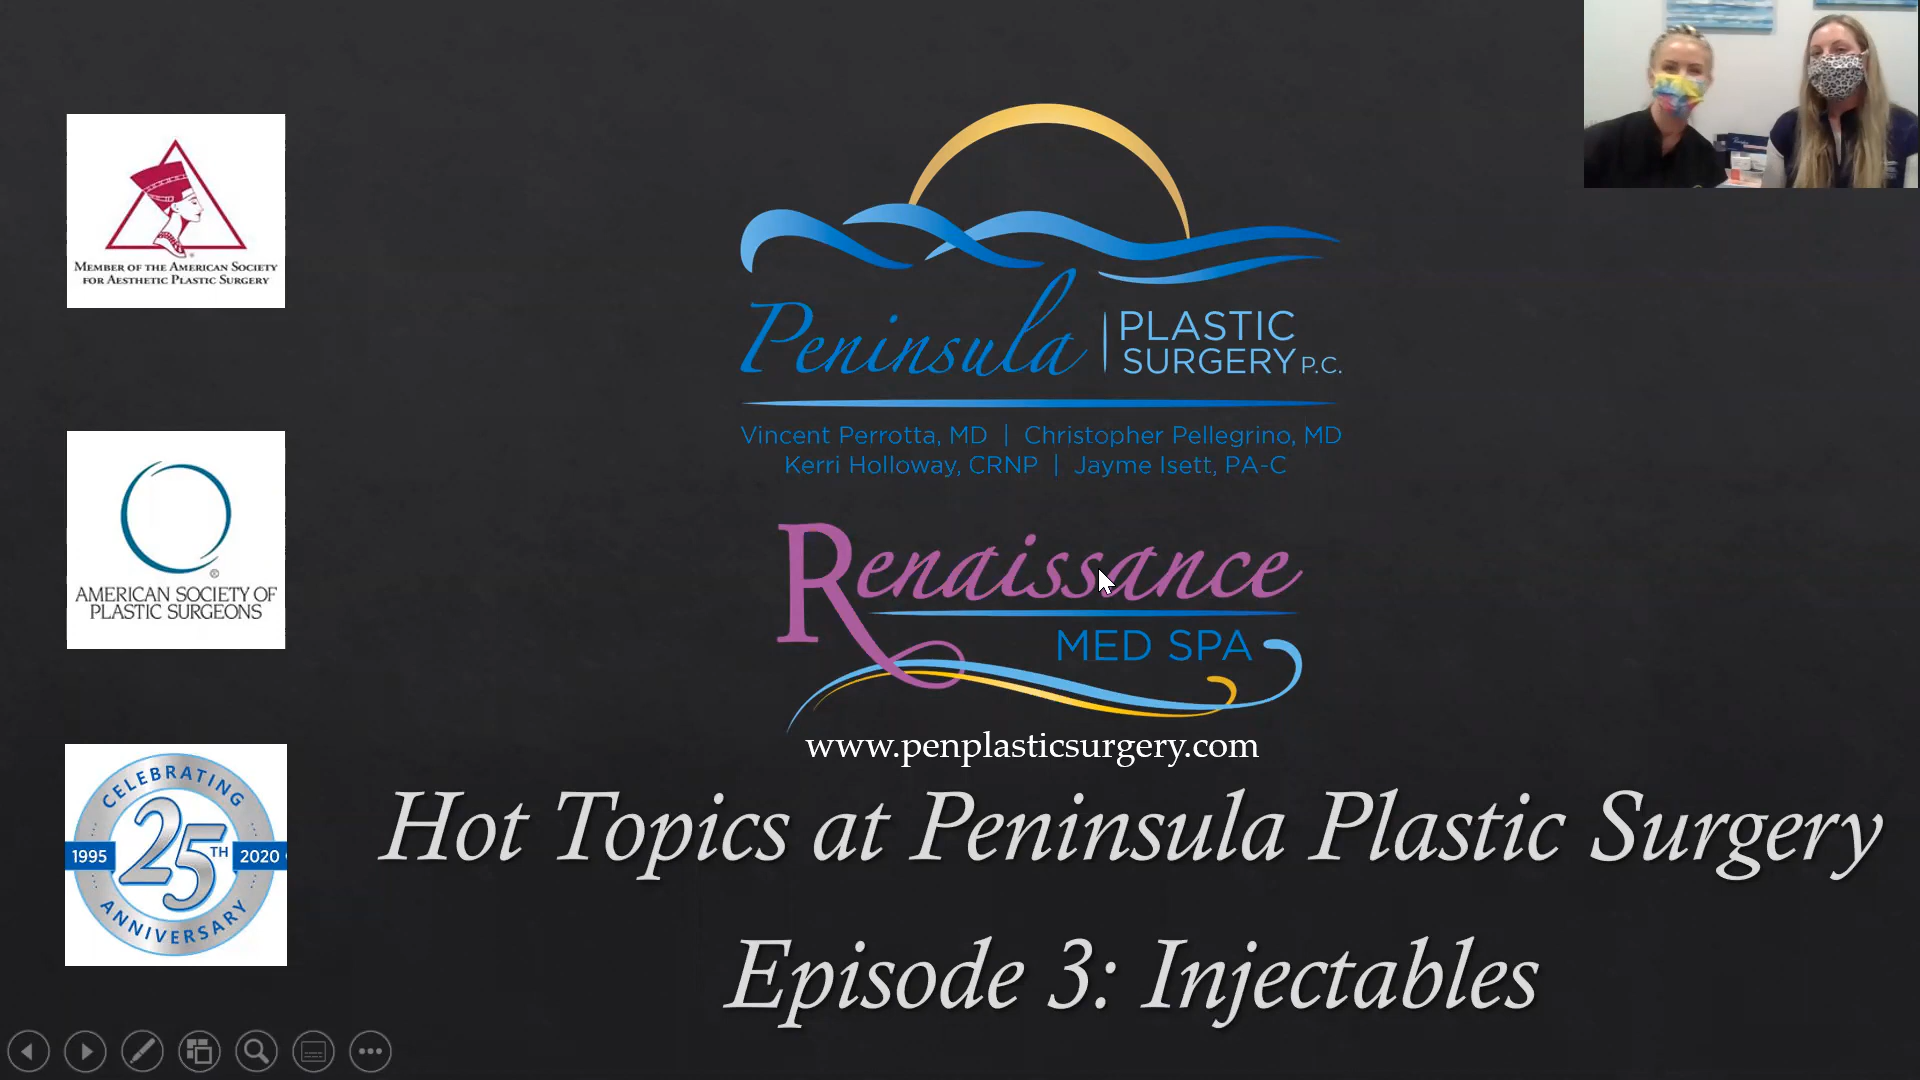 MEMBER OF THE AMERICAN SOCIETY
FOR AESTHETIC PLASTIC SURGERY
®
AMERICAN SOCIETY OF
PLASTIC SURGEONS
CELEBRATING
25TH
1995 2020
ANNIVERSARY
Peninsula PLASTIC
SURGERY P.C.
Vincent Perrotta, MD | Christopher Pellegrino, MD
Kerri Holloway, CRNP | Jayme Isett, PA-C
Renaissance
MED SPA
www.penplasticsurgery.com
Hot Topics at Peninsula Plastic Surgery
Episode 3: Injectables